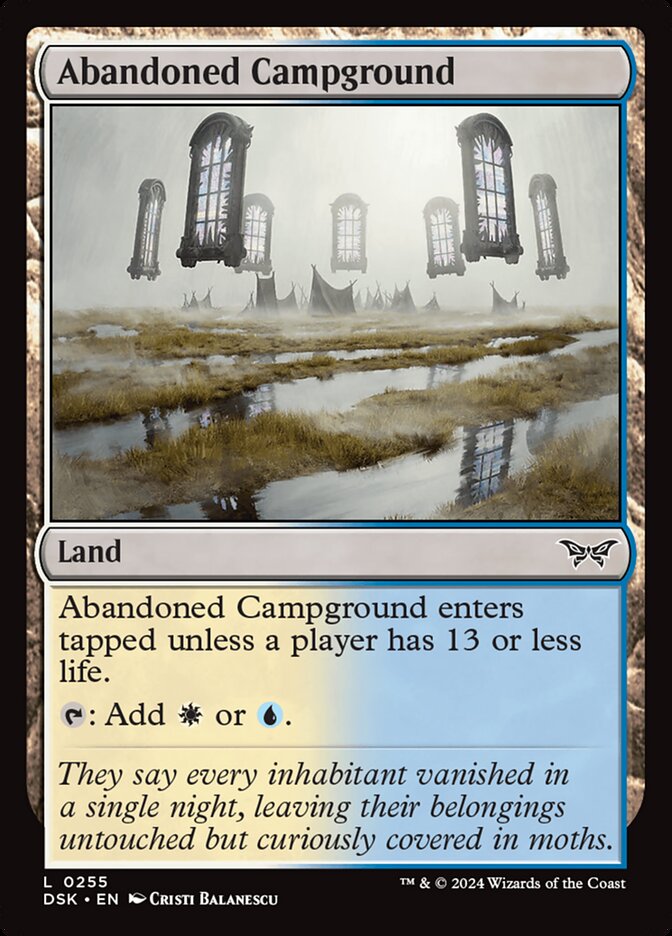 Abandoned Campground
Land
Abandoned Campground enters
tapped unless a player has 13 or less
life.
: Add or .
They say every inhabitant vanished in
a single night, leaving their belongings
untouched but curiously covered in moths.
L 0255
DSK • EN Cristi Balanescu
™ & © 2024 Wizards of the Coast